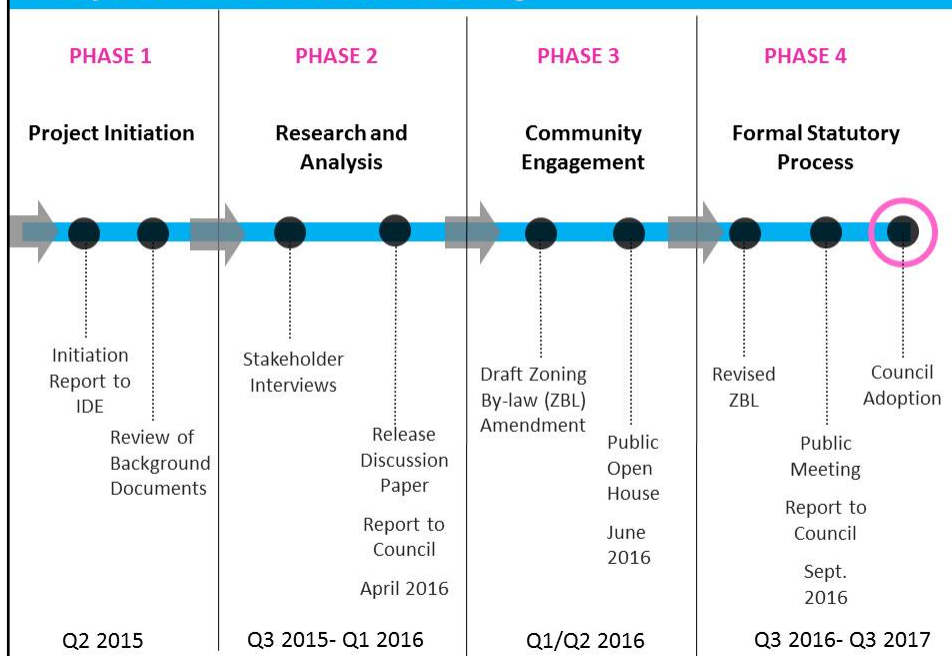 PHASE 1
Project Initiation
Initiation
Report to
IDE
Review of
Background
Documents
Q2 2015
PHASE 2
Research and
Analysis
Stakeholder
Interviews
Release
Discussion
Paper
Report to
Council
April 2016
Q3 2015- Q1 2016
PHASE 3
Community
Engagement
Draft Zoning
By-law (ZBL)
Amendment
Public
Open
House
June
2016
Q1/Q2 2016
PHASE 4
Formal Statutory
Process
Revised
ZBL
Public
Meeting
Report to
Council
Sept.
2016
Council
Adoption
Q3 2016- Q3 2017